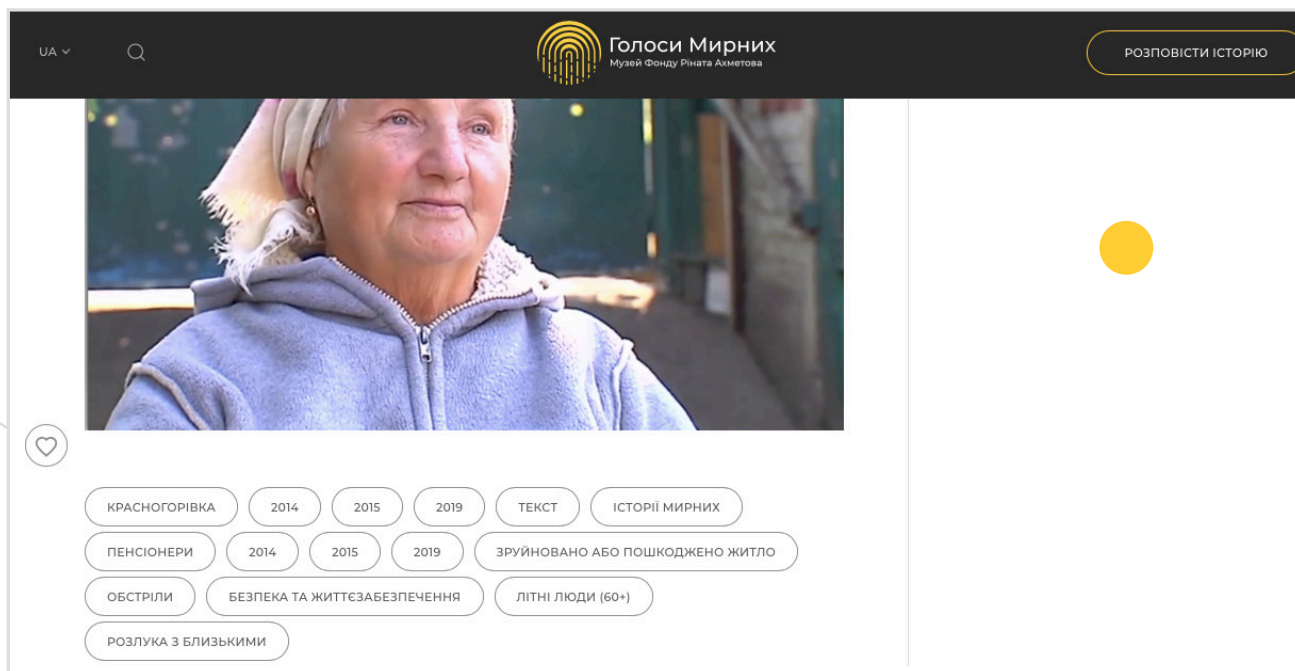 UA
Голоси Мирних
Музей Фонду Ріната Ахметова
РОЗПОВІСТИ ІСТОРІЮ
КРАСНОГОРІВКА 2014 2015 2019 ТЕКСТ ІСТОРІЇ МИРНИХ
ПЕНСІОНЕРИ 2014 2015 2019 ЗРУЙНОВАНО АБО ПОШКОДЖЕНО ЖИТЛО
ОБСТРІЛИ БЕЗПЕКА ТА ЖИТТЄЗАБЕЗПЕЧЕННЯ ЛІТНІ ЛЮДИ (60+)
РОЗЛУКА З БЛИЗЬКИМИ